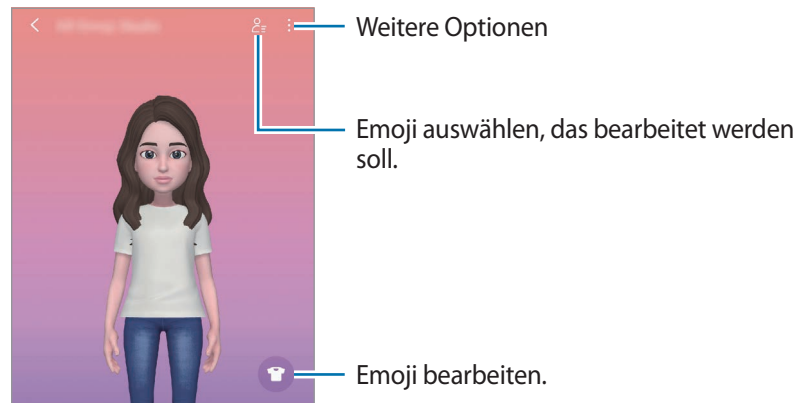 Weitere Optionen
Emoji auswählen, das bearbeitet werden
soll.
Emoji bearbeiten.